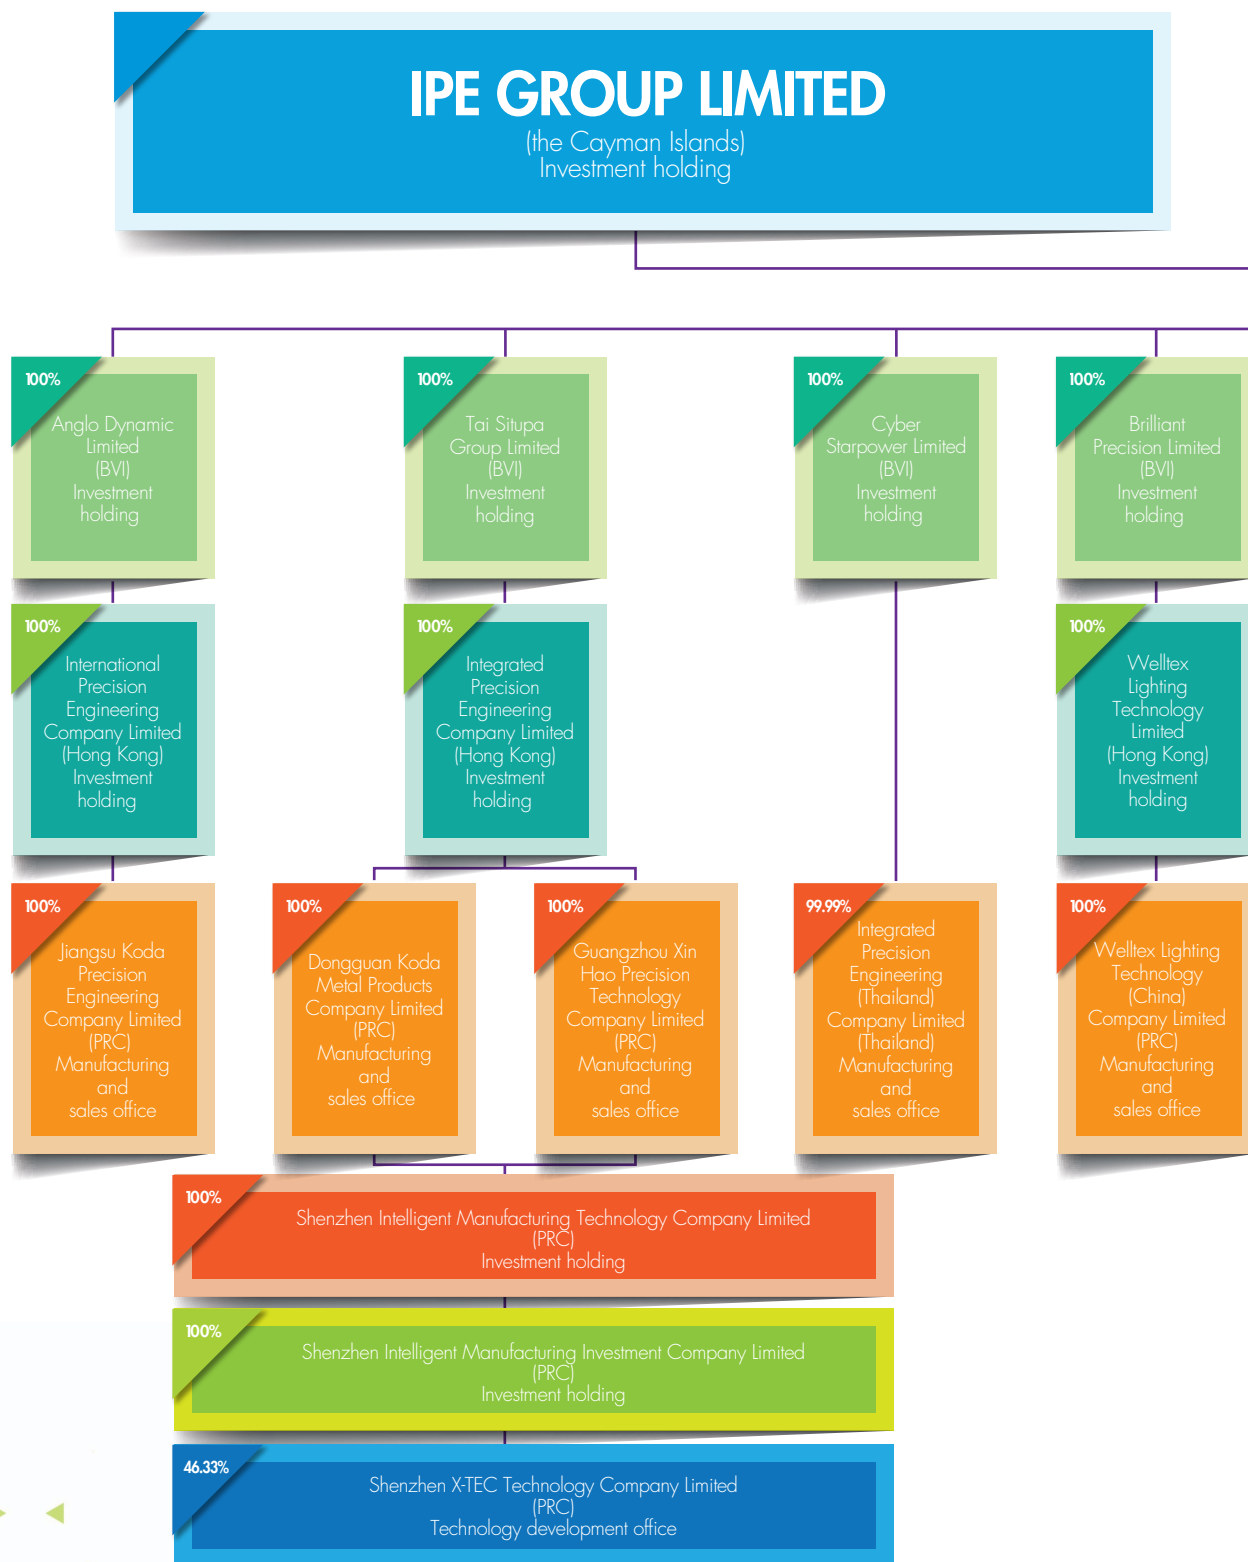 IPE GROUP LIMITED
(the Cayman Islands)
Investment holding
100%
Anglo Dynamic
Limited
(BVI)
Investment
holding
100%
Tai Situpa
Group Limited
(BVI)
Investment
holding
100%
Cyber
Starpower Limited
(BVI)
Investment
holding
100%
Brilliant
Precision Limited
(BVI)
Investment
holding
100%
International
Precision
Engineering
Company Limited
(Hong Kong)
Investment
holding
100%
Integrated
Precision
Engineering
Company Limited
(Hong Kong)
Investment
holding
100%
Welltex
Lighting
Technology
Limited
(Hong Kong)
Investment
holding
100%
Jiangsu Koda
Precision
Engineering
Company Limited
(PRC)
Manufacturing
and
sales office
100%
Dongguan Koda
Metal Products
Company Limited
(PRC)
Manufacturing
and
sales office
100%
Guangzhou Xin
Hao Precision
Technology
Company Limited
(PRC)
Manufacturing
and
sales office
99.99%
Integrated
Precision
Engineering
(Thailand)
Company Limited
(Thailand)
Manufacturing
and
sales office
100%
Welltex Lighting
Technology
(China)
Company Limited
(PRC)
Manufacturing
and
sales office
100%
Shenzhen Intelligent Manufacturing Technology Company Limited
(PRC)
Investment holding
100%
Shenzhen Intelligent Manufacturing Investment Company Limited
(PRC)
Investment holding
46.33%
Shenzhen X-TEC Technology Company Limited
(PRC)
Technology development office